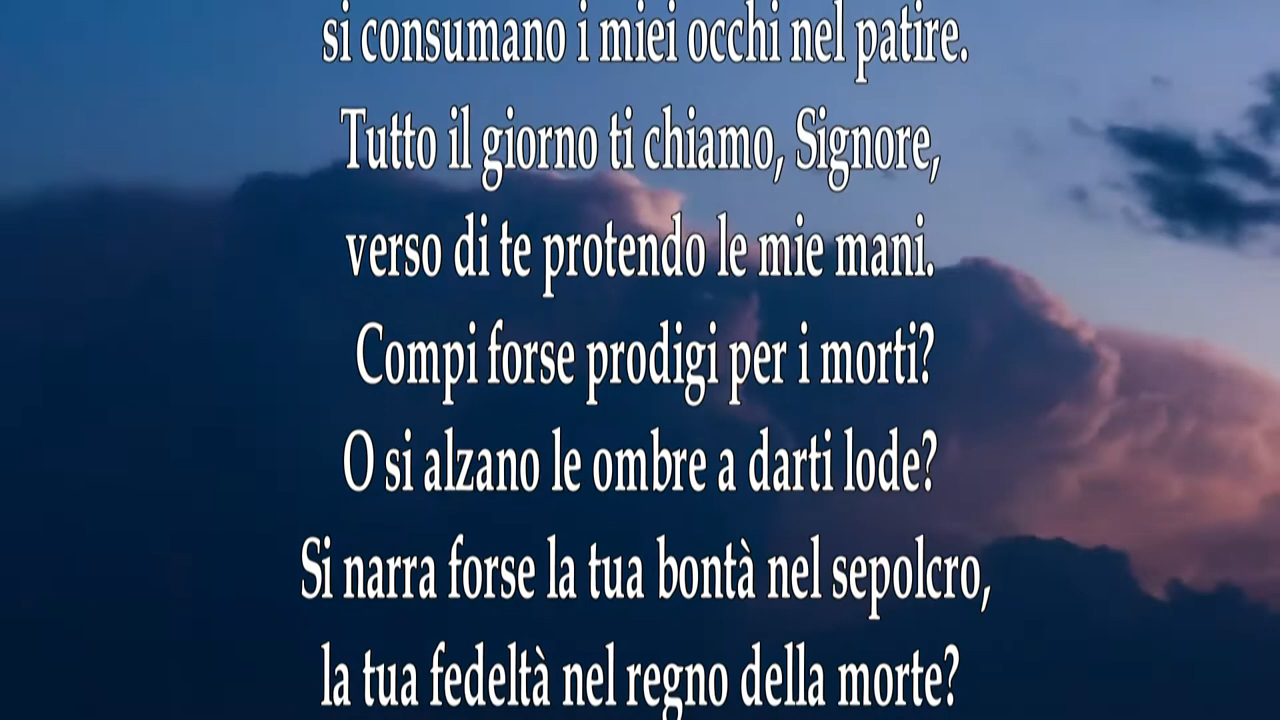 si consumano i miei occhi nel patire.
Tutto il giorno ti chiamo, Signore,
verso di te protendo le mie mani.
Compi forse prodigi per i morti?
O si alzano le ombre a darti lode?
Si narra forse la tua bontà nel sepolcro,
la tua fedeltà nel regno della morte?